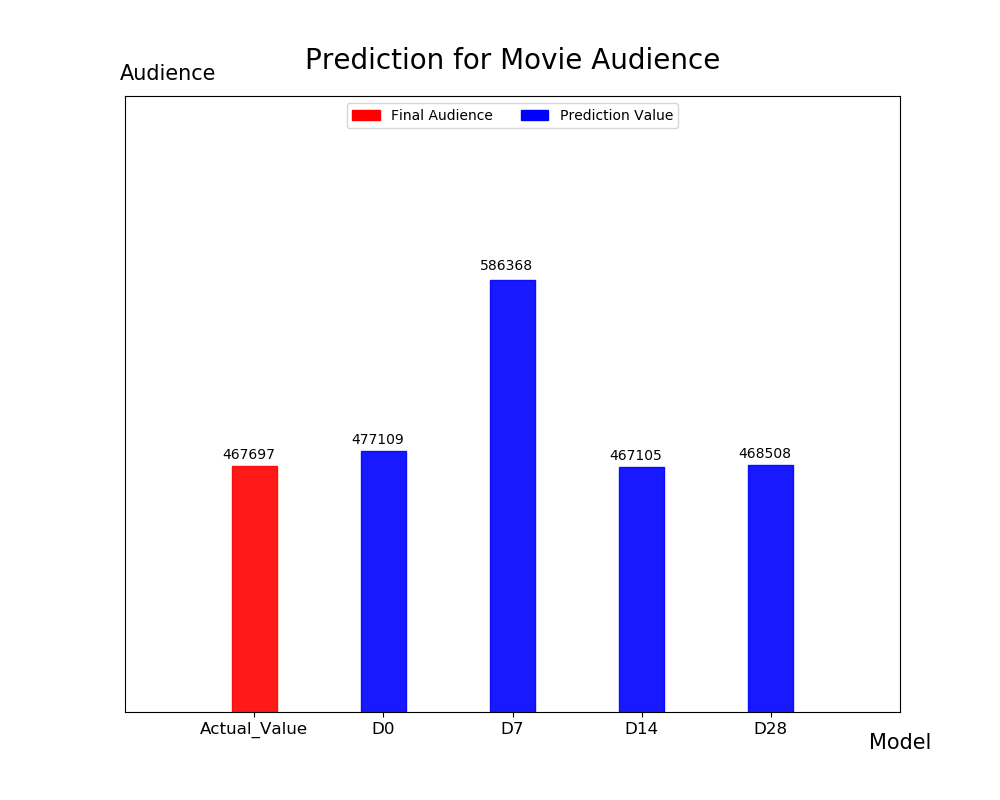 Prediction for Movie Audience
Audience
Final Audience Prediction Value
586368
477109
467697
467105
468508
Actual_Value D0 D7 D14 D28
Model